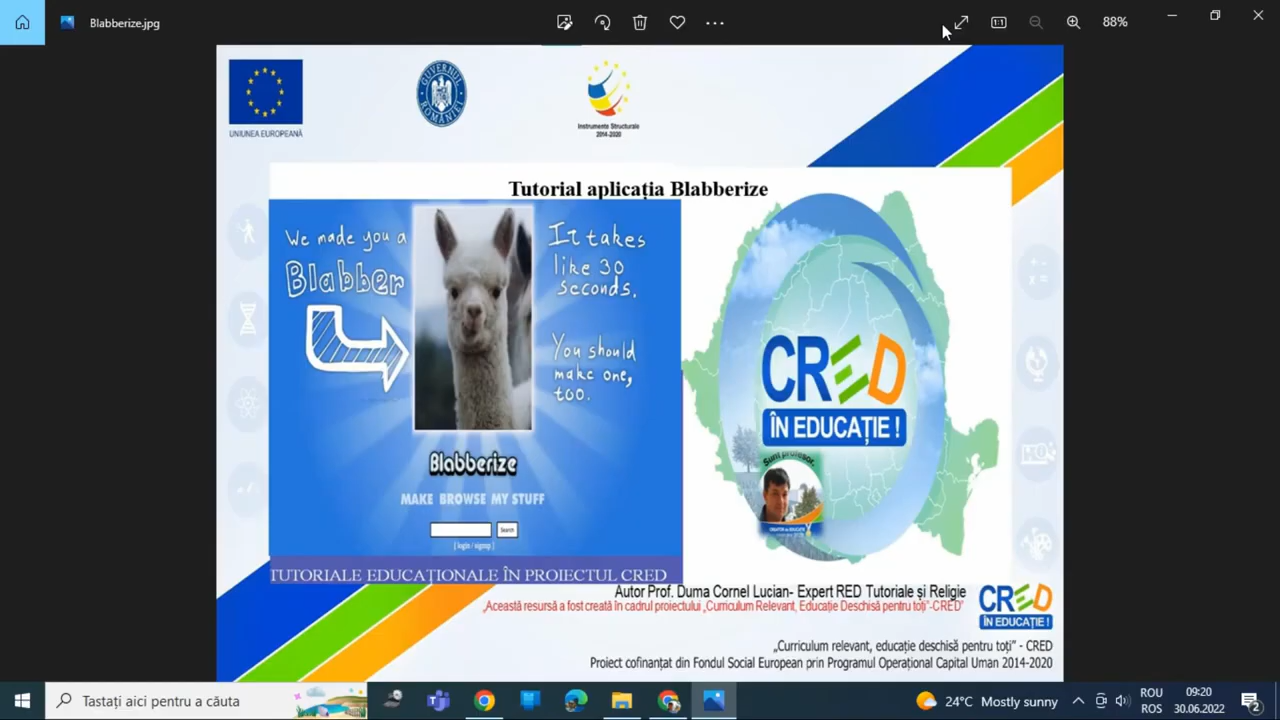 Blabberize.jpg
88%
UNIUNEA EUROPEANĂ
GUVERNUL ROMÂNIEI
Instrumente Structurale
2014-2020
Tutorial aplicația Blabberize
We made you a
Blabber
It takes
like 30
seconds.
You should
make one,
too.
Blabberize
MAKE BROWSE MY STUFF
Search
[ login / signup ]
TUTORIALE EDUCAȚIONALE ÎN PROIECTUL CRED
CRED
ÎN EDUCAȚIE !
Sunt profesor,
Autor Prof. Duma Cornel Lucian- Expert RED Tutoriale și Religie
„Această resursă a fost creată în cadrul proiectului „Curriculum Relevant, Educație Deschisă pentru toți”-CRED”
CRED
ÎN EDUCAȚIE !
„Curriculum relevant, educație deschisă pentru toți” - CRED
Proiect cofinanțat din Fondul Social European prin Programul Operațional Capital Uman 2014-2020
Tastați aici pentru a căuta
24°C Mostly sunny
ROU
ROS
09:20
30.06.2022
2